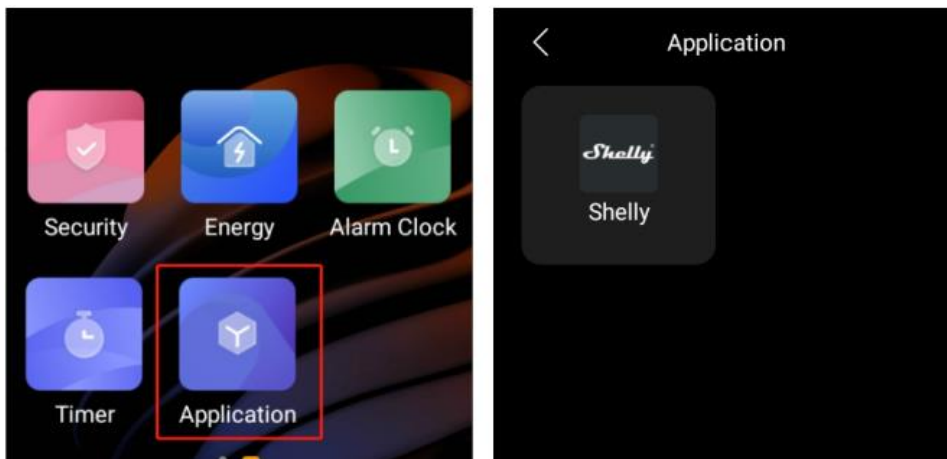 Security
Energy
Alarm Clock
Timer
Application
Application
Shelly
Shelly